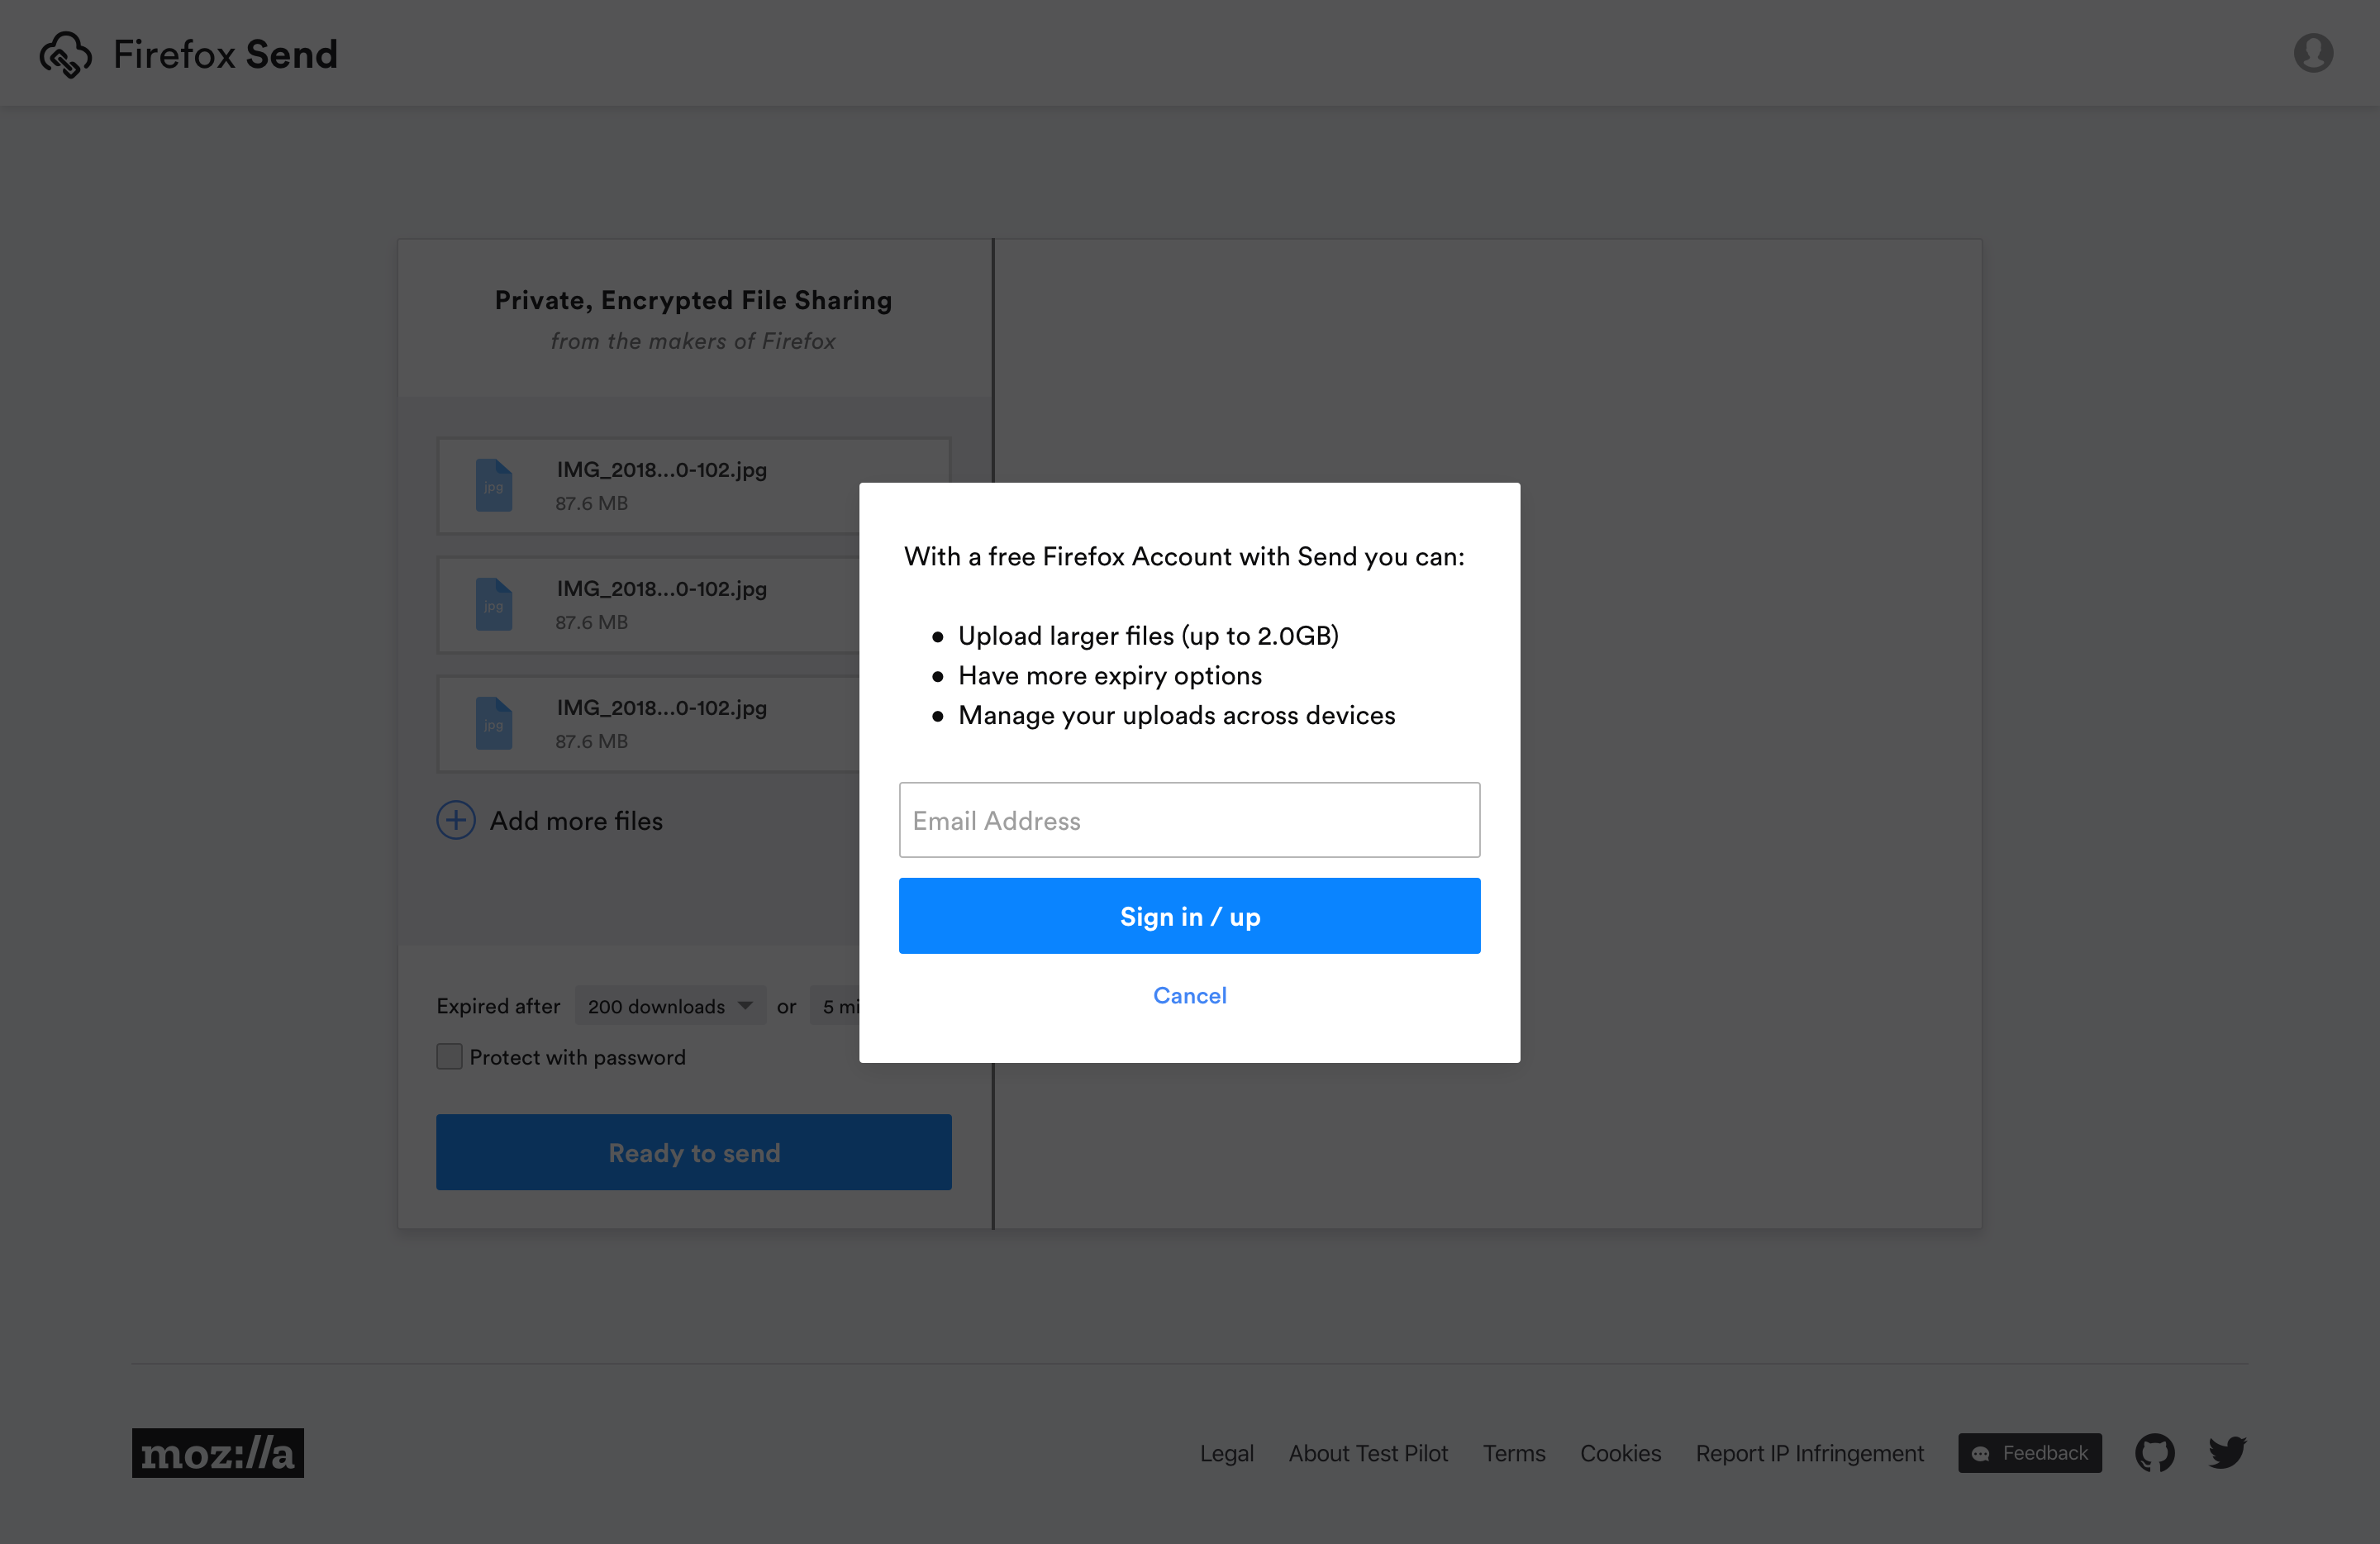 Firefox Send
Private, Encrypted File Sharing
from the makers of Firefox
jpg
IMG_2018...0-102.jpg
87.6 MB
jpg
IMG_2018...0-102.jpg
87.6 MB
jpg
IMG_2018...0-102.jpg
87.6 MB
Add more files
Expired after 200 downloads or 5 mi
Protect with password
Ready to send
With a free Firefox Account with Send you can:
● Upload larger files (up to 2.0GB)
● Have more expiry options
● Manage your uploads across devices
Email Address
Sign in / up
Cancel
moz://a
Legal About Test Pilot Terms Cookies Report IP Infringement Feedback